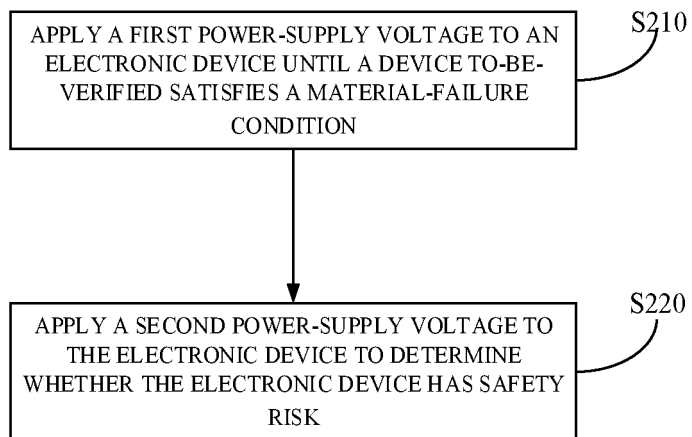 APPLY A FIRST POWER-SUPPLY VOLTAGE TO AN
ELECTRONIC DEVICE UNTIL A DEVICE TO-BE-
VERIFIED SATISFIES A MATERIAL-FAILURE
CONDITION
S210
APPLY A SECOND POWER-SUPPLY VOLTAGE TO
THE ELECTRONIC DEVICE TO DETERMINE
WHETHER THE ELECTRONIC DEVICE HAS SAFETY
RISK
S220